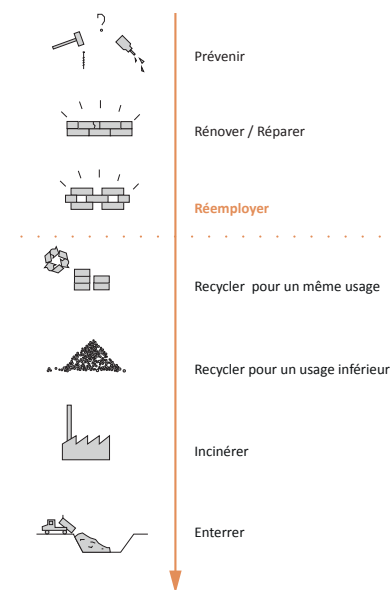 ?
Prévenir
Rénover / Réparer
Réemployer
Recycler pour un même usage
Recycler pour un usage inférieur
Incinérer
Enterrer